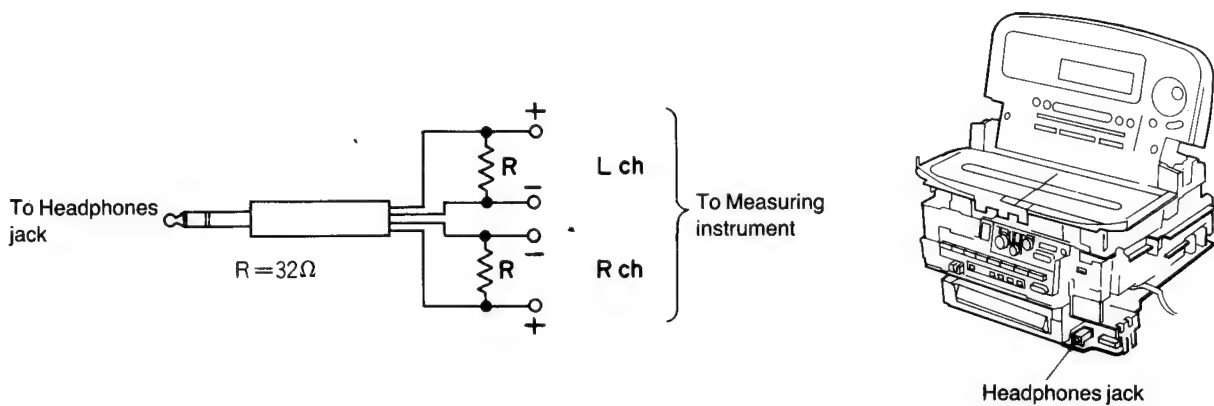 To Headphones
jack
R=32Ω
+
R
L ch
−
−
R
R ch
+
To Measuring
instrument
Headphones jack